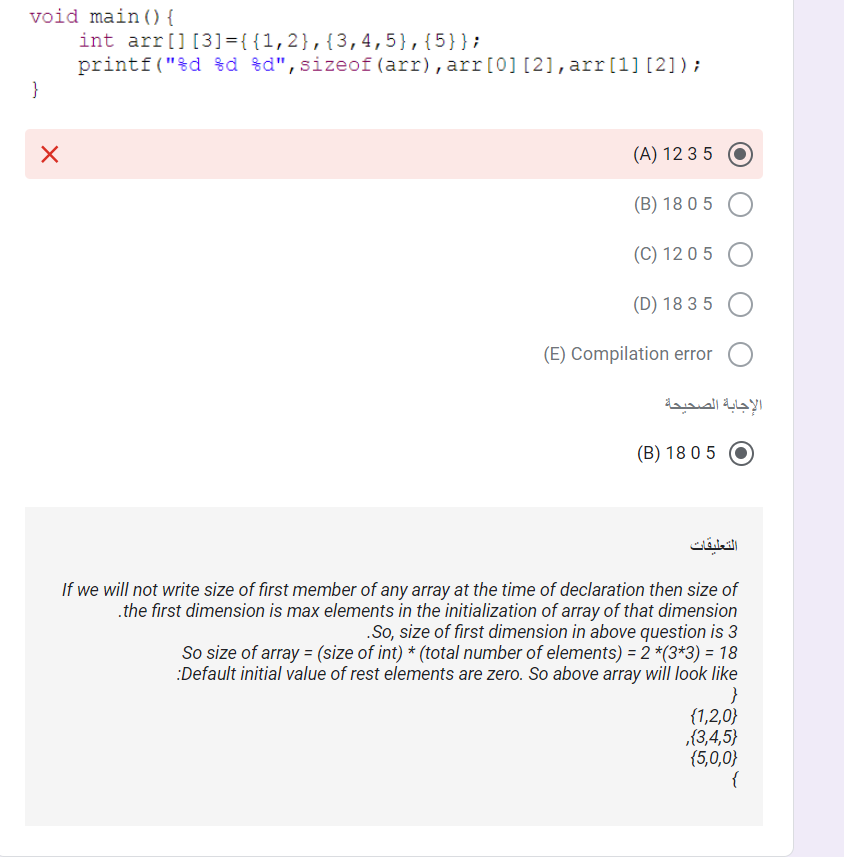 void main(){
int arr[][3]={{1,2},{3,4,5},{5}};
printf("%d %d %d",sizeof(arr),arr[0][2],arr[1][2]);
}
(A) 12 3 5
(B) 18 0 5
(C) 12 0 5
(D) 18 3 5
(E) Compilation error
الإجابة الصحيحة
(B) 18 0 5
التعليقات
If we will not write size of first member of any array at the time of declaration then size of
.the first dimension is max elements in the initialization of array of that dimension
.So, size of first dimension in above question is 3
So size of array = (size of int) * (total number of elements) = 2 *(3*3) = 18
:Default initial value of rest elements are zero. So above array will look like
}
{1,2,0}
,{3,4,5}
{5,0,0}
{